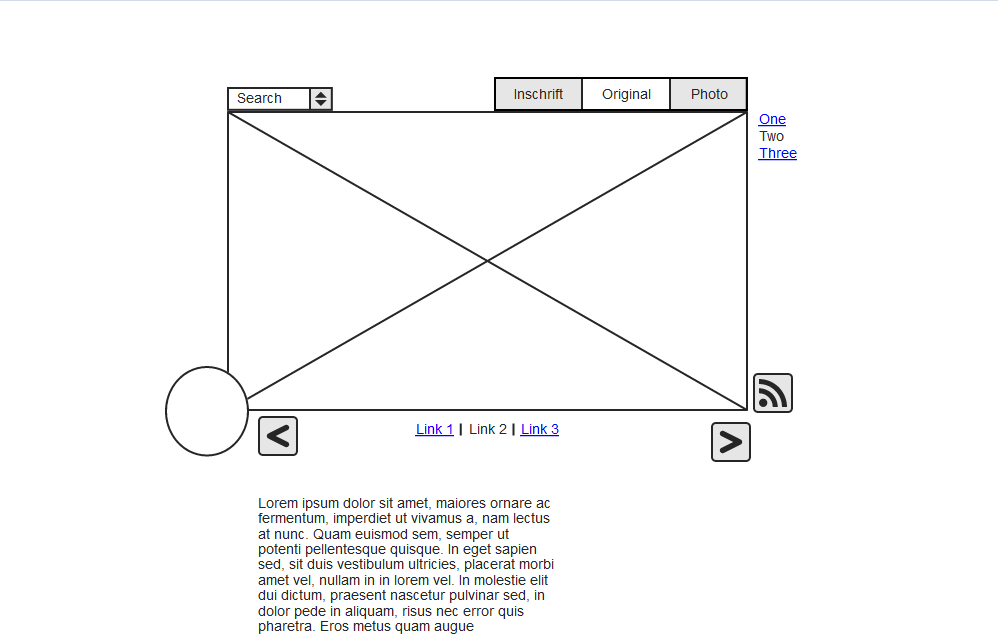 Search
Inschrift Original Photo
One
Two
Three
< Link 1 | Link 2 | Link 3 >
Lorem ipsum dolor sit amet, maiores ornare ac
fermentum, imperdiet ut vivamus a, nam lectus
at nunc. Quam euismod sem, semper ut
potenti pellentesque quisque. In eget sapien
sed, sit duis vestibulum ultricies, placerat morbi
amet vel, nullam in in lorem vel. In molestie elit
dui dictum, praesent nascetur pulvinar sed, in
dolor pede in aliquam, risus nec error quis
pharetra. Eros metus quam augue